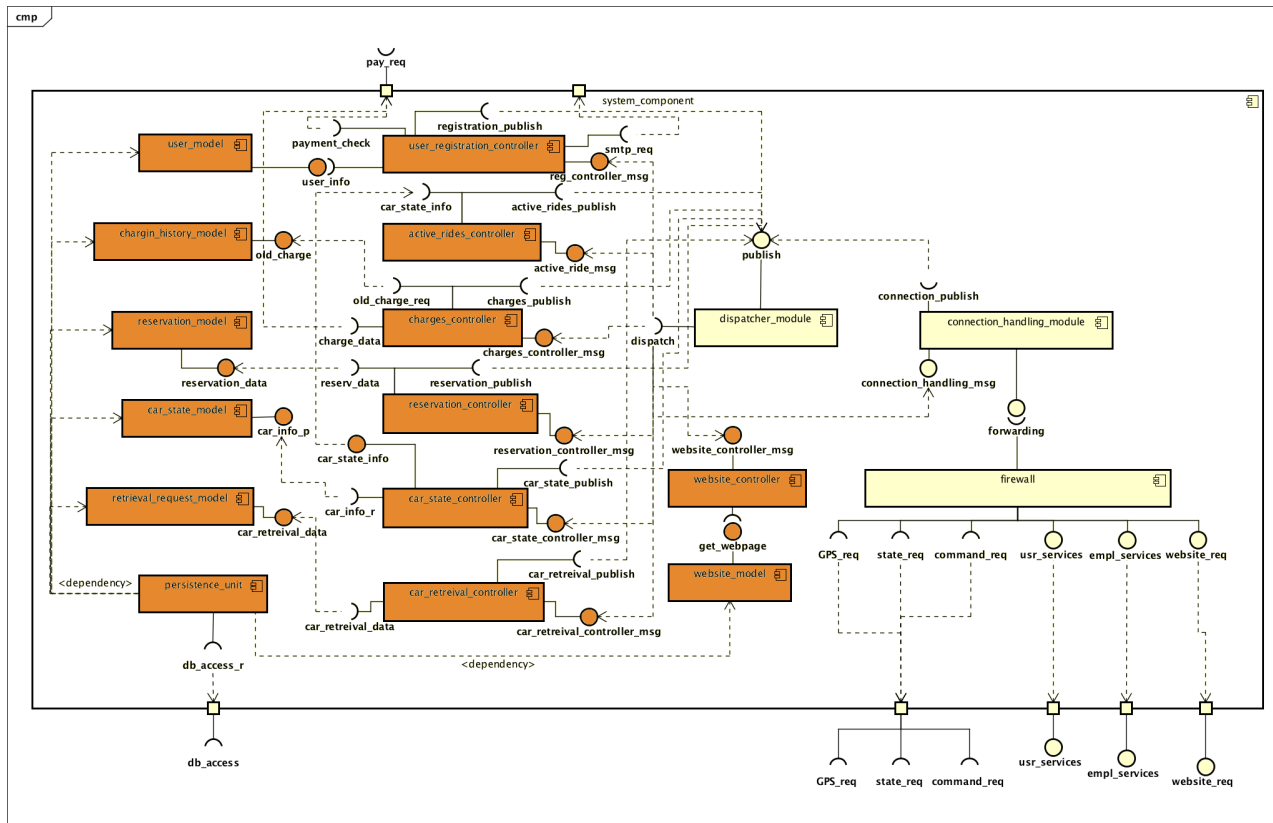 cmp
pay_req
system_component
registration_publish
payment_check
user_model
user_registration_controller
smtp_req
user_info
reg_controller_msg
car_state_info
active_rides_publish
chargin_history_model
active_rides_controller
old_charge
publish
active_ride_msg
old_charge_req
charges_publish
connection_publish
reservation_model
charges_controller
dispatcher_module
connection_handling_module
charge_data
dispatch
charges_controller_msg
reservation_data
reserv_data
reservation_publish
connection_handling_msg
car_state_model
reservation_controller
car_info_p
forwarding
car_state_info
reservation_controller_msg
website_controller_msg
car_state_publish
website_controller
firewall
retrieval_request_model
car_state_controller
car_info_r
car_retreival_data
car_state_controller_msg
get_webpage
GPS_req
state_req
command_req
usr_services
empl_services
website_req
car_retreival_publish
website_model
<dependency>
persistence_unit
car_retreival_controller
car_retreival_data
car_retreival_controller_msg
db_access_r
<dependency>
db_access
usr_services
empl_services
GPS_req
state_req
command_req
website_req